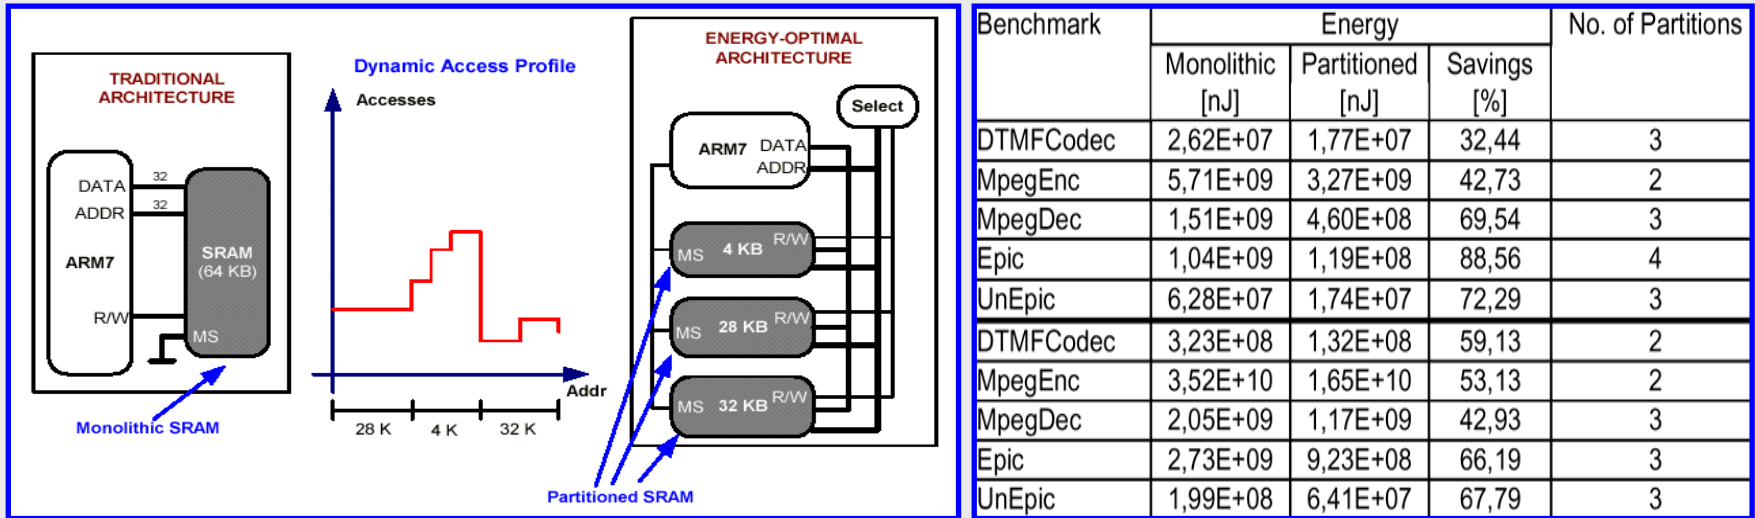 TRADITIONAL
ARCHITECTURE
DATA
32
ADDR
32
ARM7
SRAM
(64 KB)
R/W
MS
Monolithic SRAM
Dynamic Access Profile
Accesses
Addr
28 K
4 K
32 K
ENERGY-OPTIMAL
ARCHITECTURE
Select
ARM7
DATA
ADDR
R/W
MS
4 KB
R/W
MS
28 KB
R/W
MS
32 KB
Partitioned SRAM
Benchmark Energy No. of Partitions
Monolithic Partitioned Savings
[nJ] [nJ] [%]
DTMFCodec 2,62E+07 1,77E+07 32,44 3
MpegEnc 5,71E+09 3,27E+09 42,73 2
MpegDec 1,51E+09 4,60E+08 69,54 3
Epic 1,04E+09 1,19E+08 88,56 4
UnEpic 6,28E+07 1,74E+07 72,29 3
DTMFCodec 3,23E+08 1,32E+08 59,13 2
MpegEnc 3,52E+10 1,65E+10 53,13 2
MpegDec 2,05E+09 1,17E+09 42,93 3
Epic 2,73E+09 9,23E+08 66,19 3
UnEpic 1,99E+08 6,41E+07 67,79 3